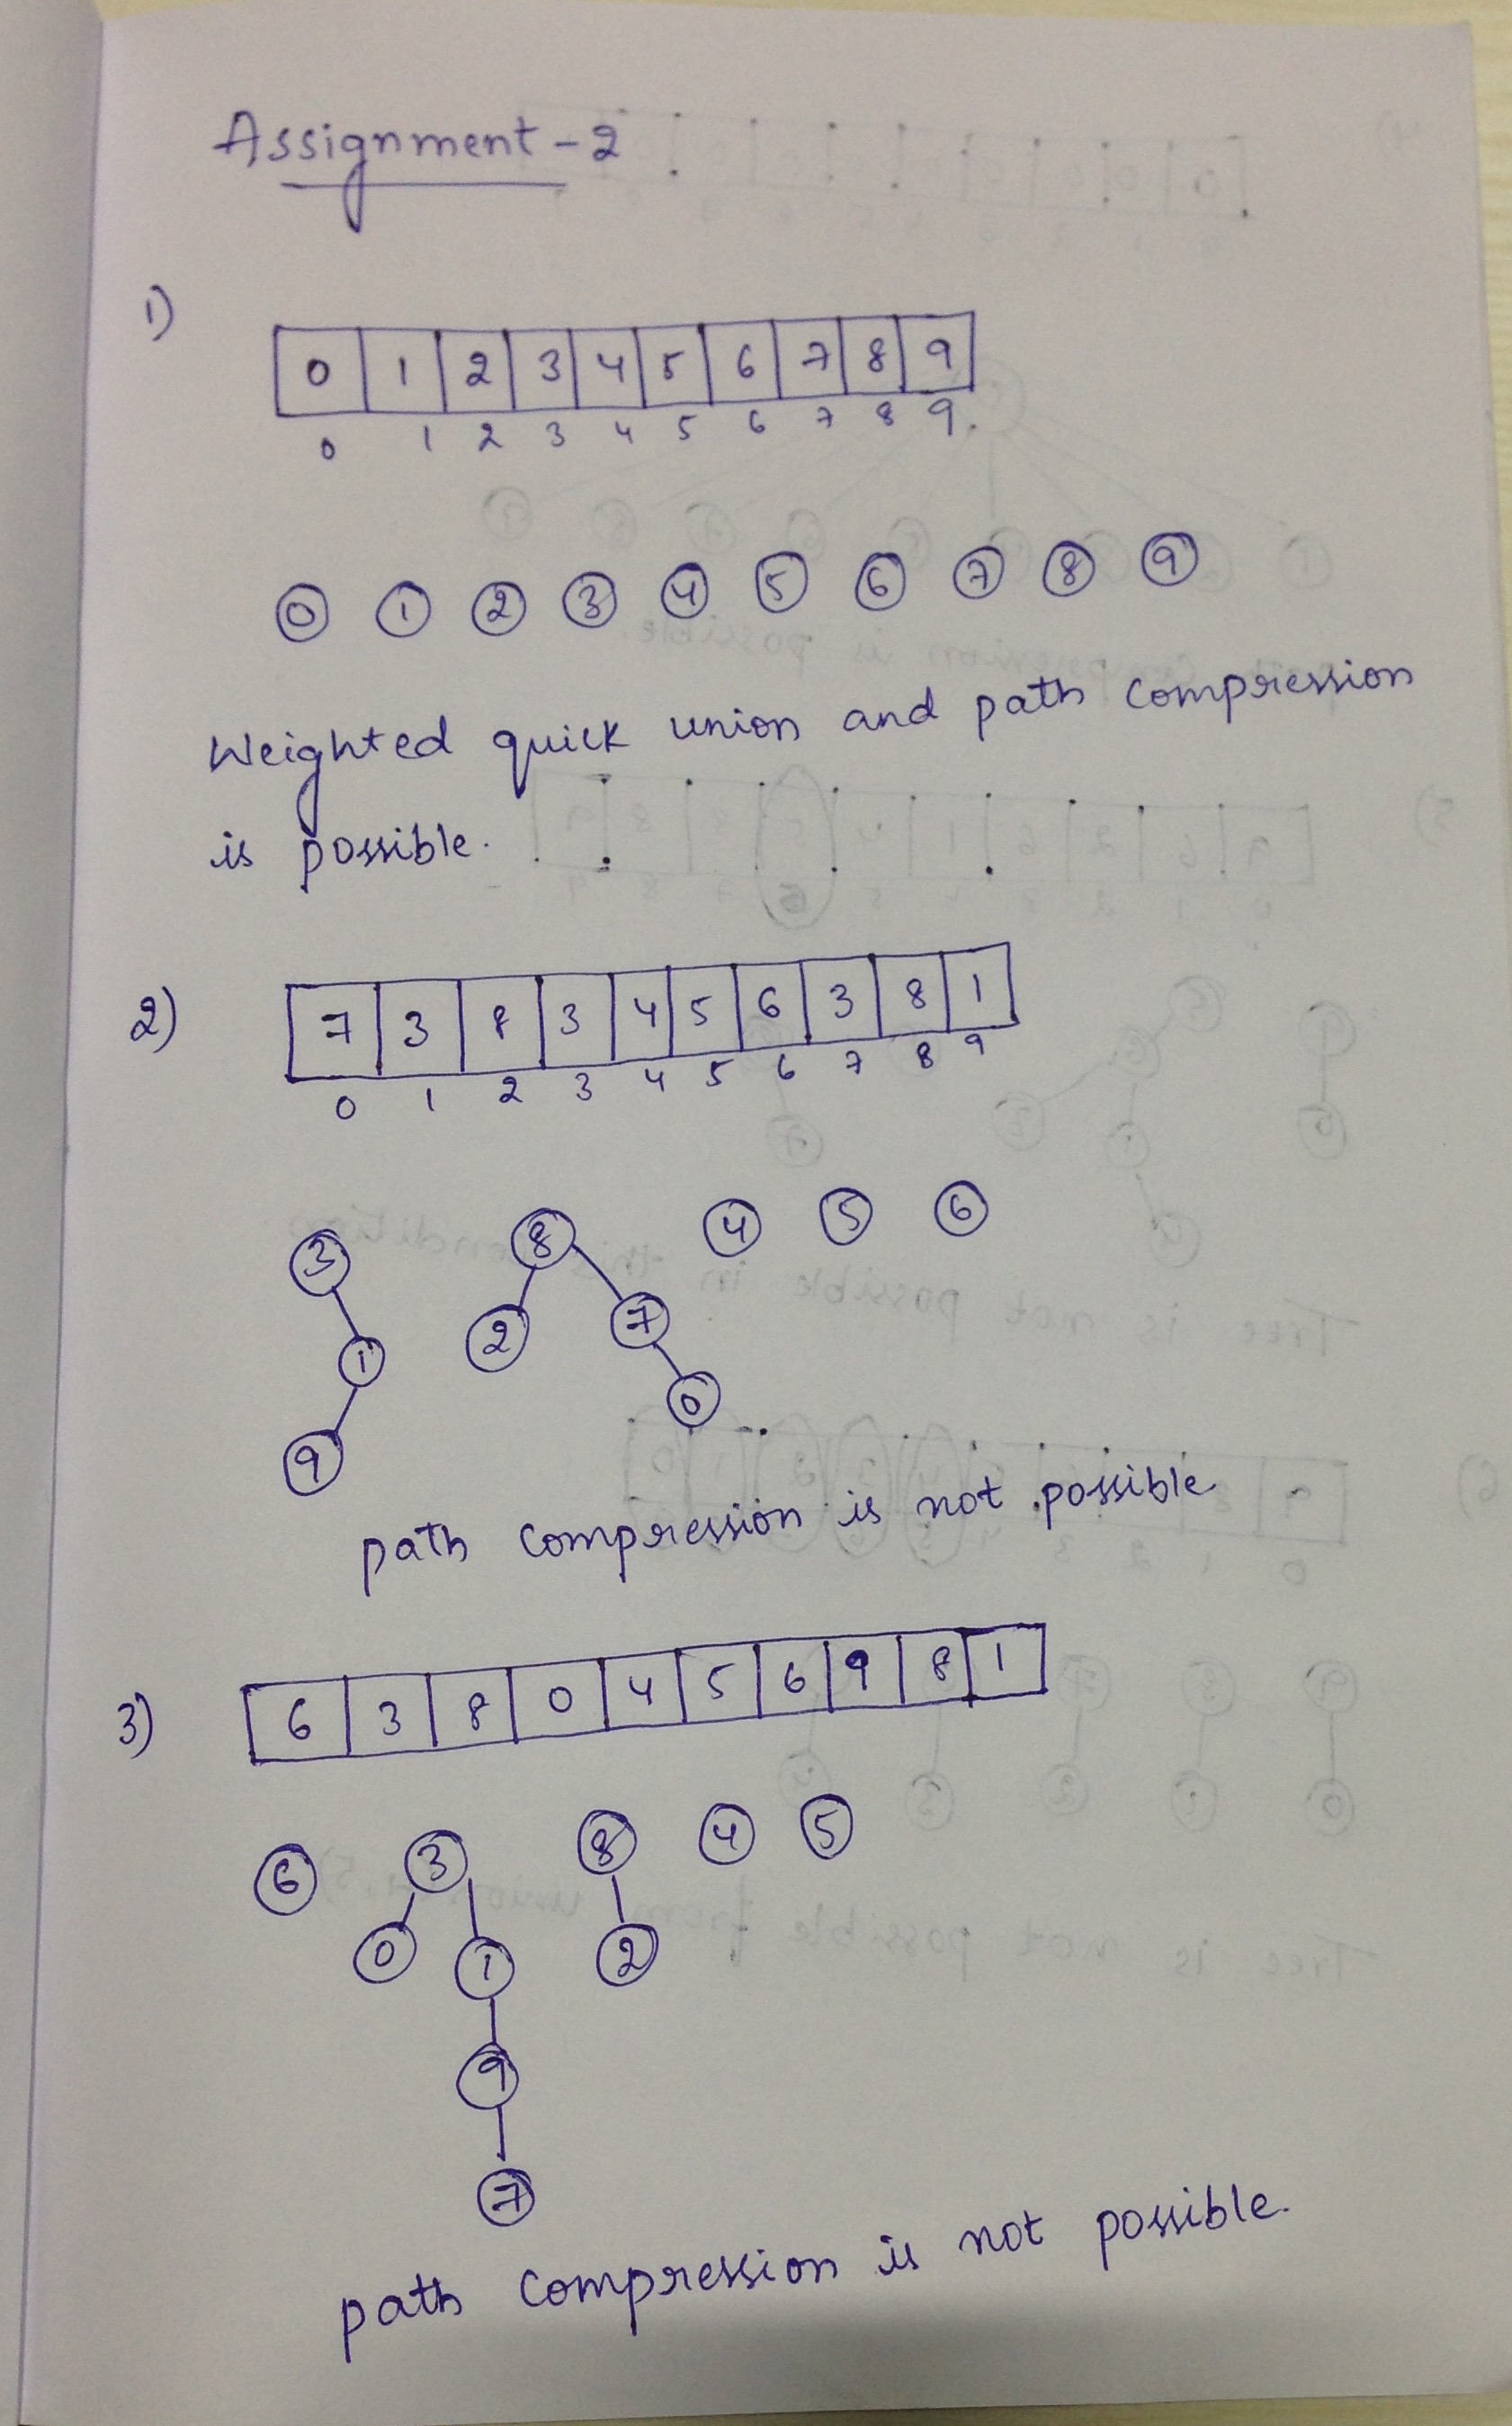 Assignment-2
1)
0 1 2 3 4 5 6 7 8 9
0 1 2 3 4 5 6 7 8 9.
0 1 2 3 4 5 6 7 8 9
Weighted quick union and path compression
is possible.
2)
7 3 8 3 4 5 6 3 8 1
0 1 2 3 4 5 6 7 8 9
3 8 4 5 6
1 2 7
9 0
path compression is not possible
3)
6 3 8 0 4 5 6 9 8 1
6 3 8 4 5
0 1 2
9
7
path compression is not possible.